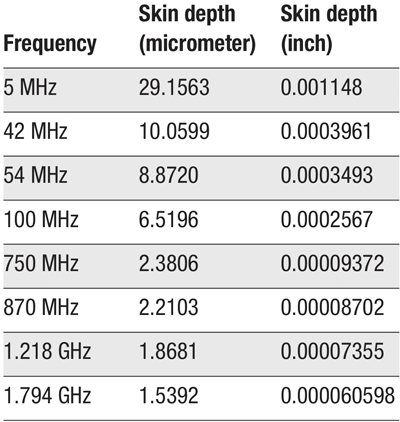 Frequency Skin depth (micrometer) Skin depth (inch)
5 MHz 29.1563 0.001148
42 MHz 10.0599 0.0003961
54 MHz 8.8720 0.0003493
100 MHz 6.5196 0.0002567
750 MHz 2.3806 0.00009372
870 MHz 2.2103 0.00008702
1.218 GHz 1.8681 0.00007355
1.794 GHz 1.5392 0.000060598